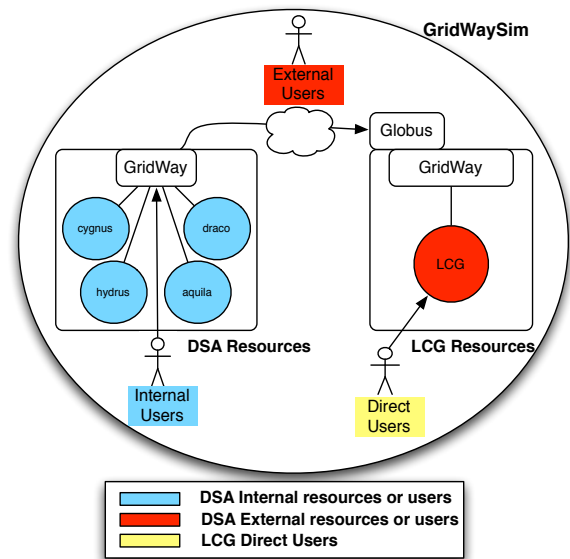 GridWaySim
External
Users
Globus
GridWay
GridWay
cygnus
draco
hydrus
aquila
LCG
DSA Resources
LCG Resources
Internal
Users
Direct
Users
DSA Internal resources or users
DSA External resources or users
LCG Direct Users